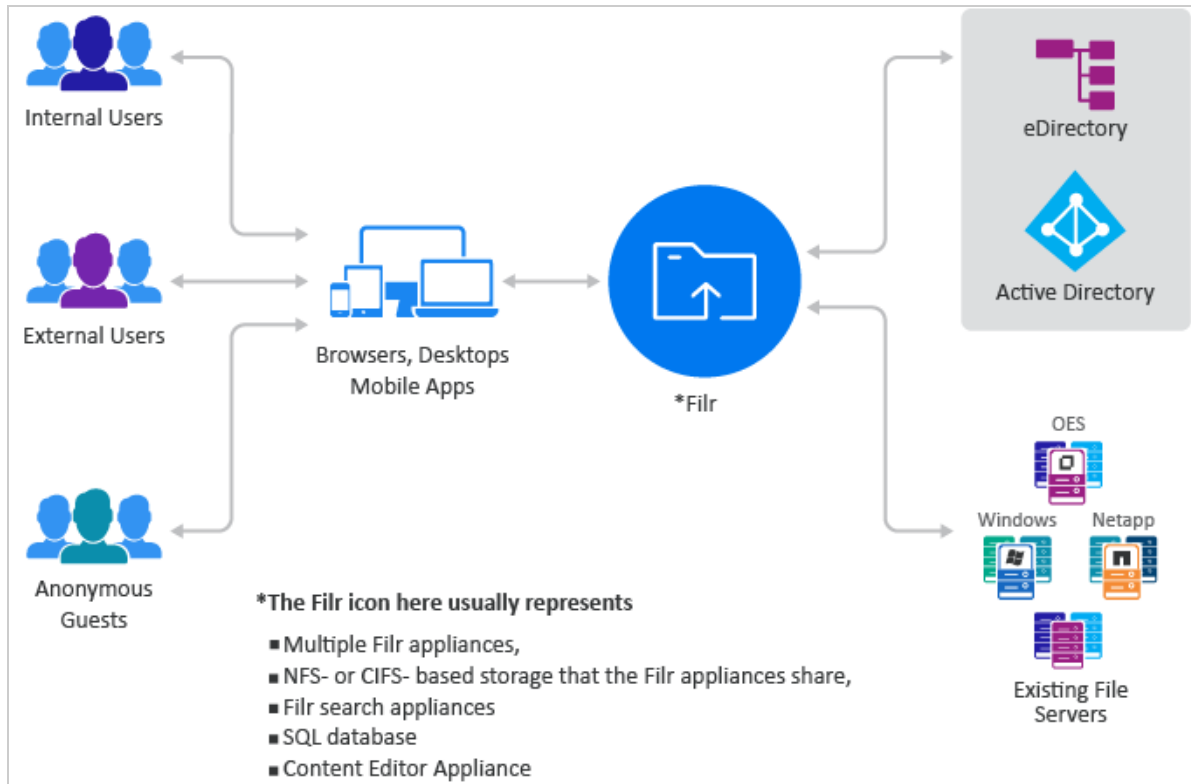 Internal Users
External Users
Anonymous
Guests
Browsers, Desktops
Mobile Apps
*Filr
eDirectory
Active Directory
OES
Windows
Netapp
Existing File
Servers
*The Filr icon here usually represents
■ Multiple Filr appliances,
■ NFS- or CIFS- based storage that the Filr appliances share,
■ Filr search appliances
■ SQL database
■ Content Editor Appliance